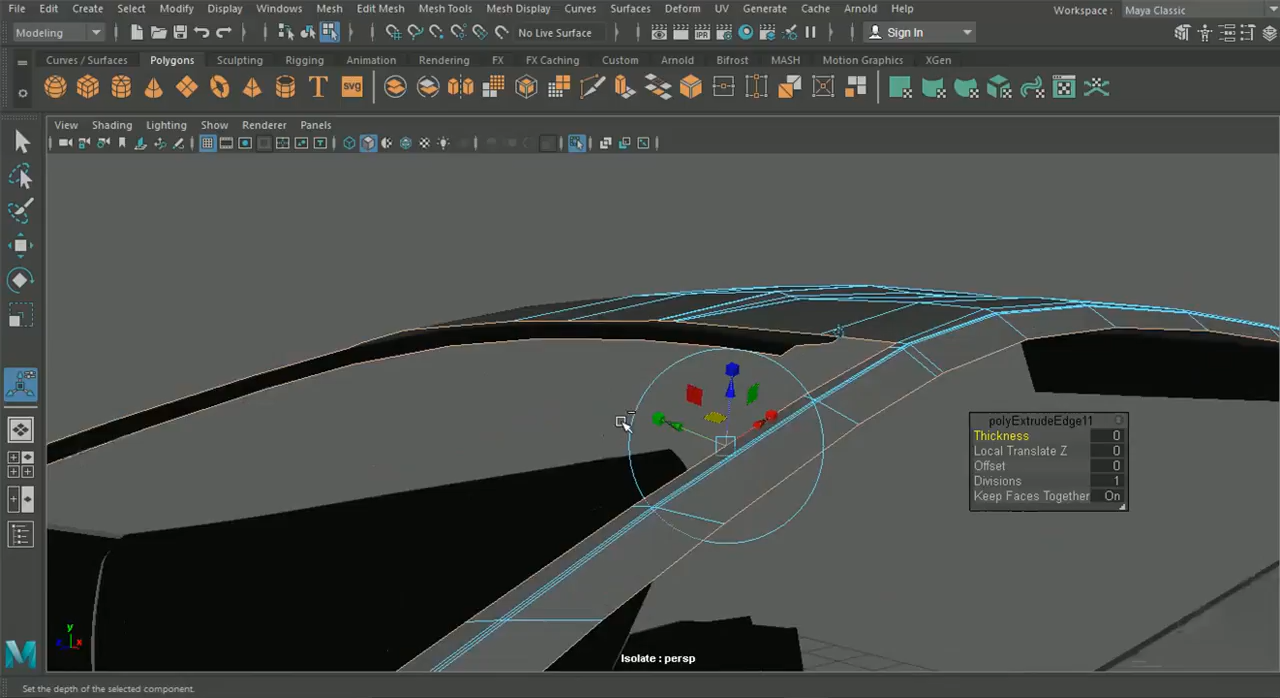 File Edit Create Select Modify Display Windows Mesh Edit Mesh Mesh Tools Mesh Display Curves Surfaces Deform UV Generate Cache Arnold Help Workspace : Maya Classic
Modeling No Live Surface Sign In
Curves / Surfaces Polygons Sculpting Rigging Animation Rendering FX FX Caching Custom Arnold Bifrost MASH Motion Graphics XGen
T SVG
View Shading Lighting Show Renderer Panels
polyExtrudeEdge11
Thickness 0
Local Translate Z 0
Offset 0
Divisions 1
Keep Faces Together On
y
z x
Isolate : persp
M
Set the depth of the selected component.